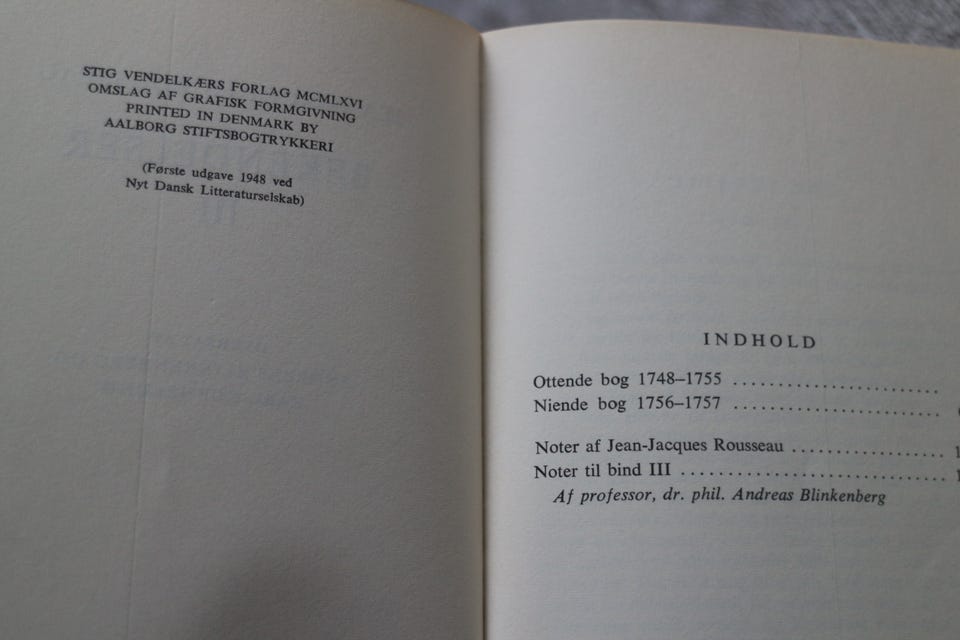 STIG VENDELKÆRS FORLAG MCMLXVI
OMSLAG AF GRAFISK FORMGIVNING
PRINTED IN DENMARK BY
AALBORG STIFTSBOGTRYKKERI
(Første udgave 1948 ved
Nyt Dansk Litteraturselskab)
INDHOLD
Ottende bog 1748–1755 ........................
Niende bog 1756–1757 ........................
Noter af Jean-Jacques Rousseau ..................
Noter til bind III ..............................
Af professor, dr. phil. Andreas Blinkenberg